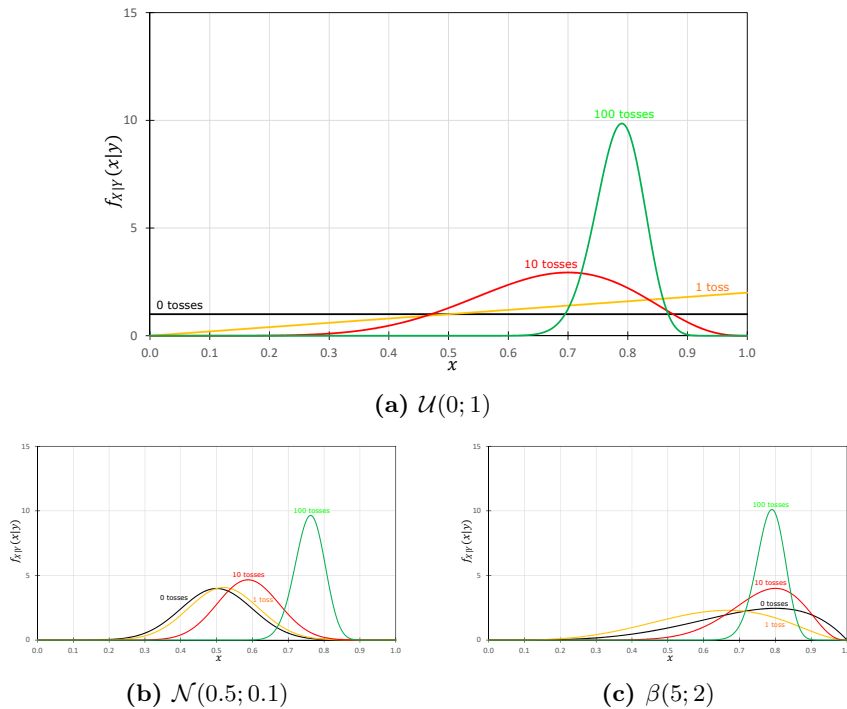 15
10
5
0
f_{X|Y}(x|y)
100 tosses
10 tosses
1 toss
0 tosses
0.0 0.1 0.2 0.3 0.4 0.5 0.6 0.7 0.8 0.9 1.0
x
(a) 𝒰(0; 1)
15
10
5
0
f_{X|Y}(x|y)
100 tosses
10 tosses
0 tosses
1 toss
0.0 0.1 0.2 0.3 0.4 0.5 0.6 0.7 0.8 0.9 1.0
x
(b) 𝒩(0.5; 0.1)
15
10
5
0
f_{X|Y}(x|y)
100 tosses
10 tosses
0 tosses
1 toss
0.0 0.1 0.2 0.3 0.4 0.5 0.6 0.7 0.8 0.9 1.0
x
(c) β(5; 2)